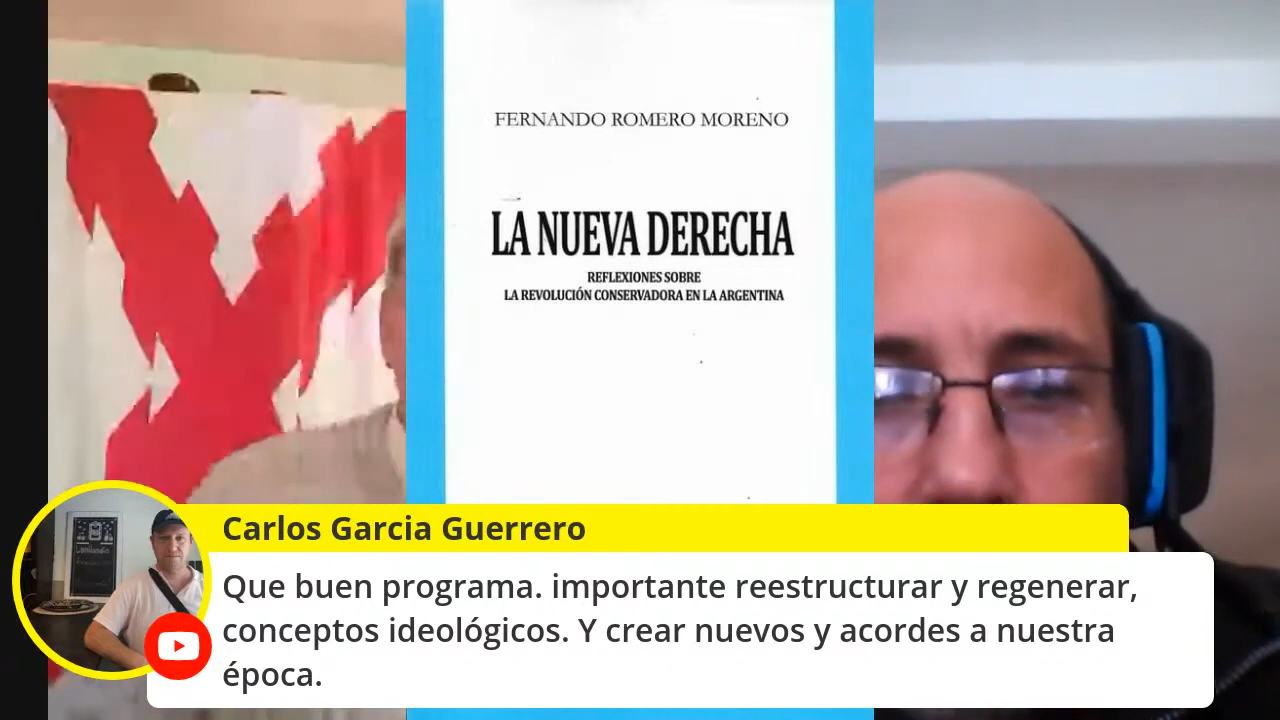 FERNANDO ROMERO MORENO
LA NUEVA DERECHA
REFLEXIONES SOBRE
LA REVOLUCIÓN CONSERVADORA EN LA ARGENTINA
Carlos Garcia Guerrero
Que buen programa. importante reestructurar y regenerar,
conceptos ideológicos. Y crear nuevos y acordes a nuestra
época.